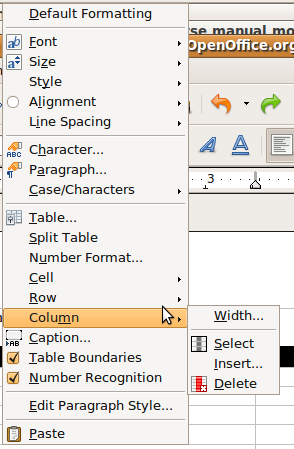 Default Formatting
se manual mo
Font
OpenOffice.org
Size
Style
Alignment
Line Spacing
Character...
Paragraph...
Case/Characters
3
Table...
Split Table
Number Format...
Cell
Row
Column
Width...
Caption...
Select
Table Boundaries
Insert...
Number Recognition
Delete
Edit Paragraph Style...
Paste